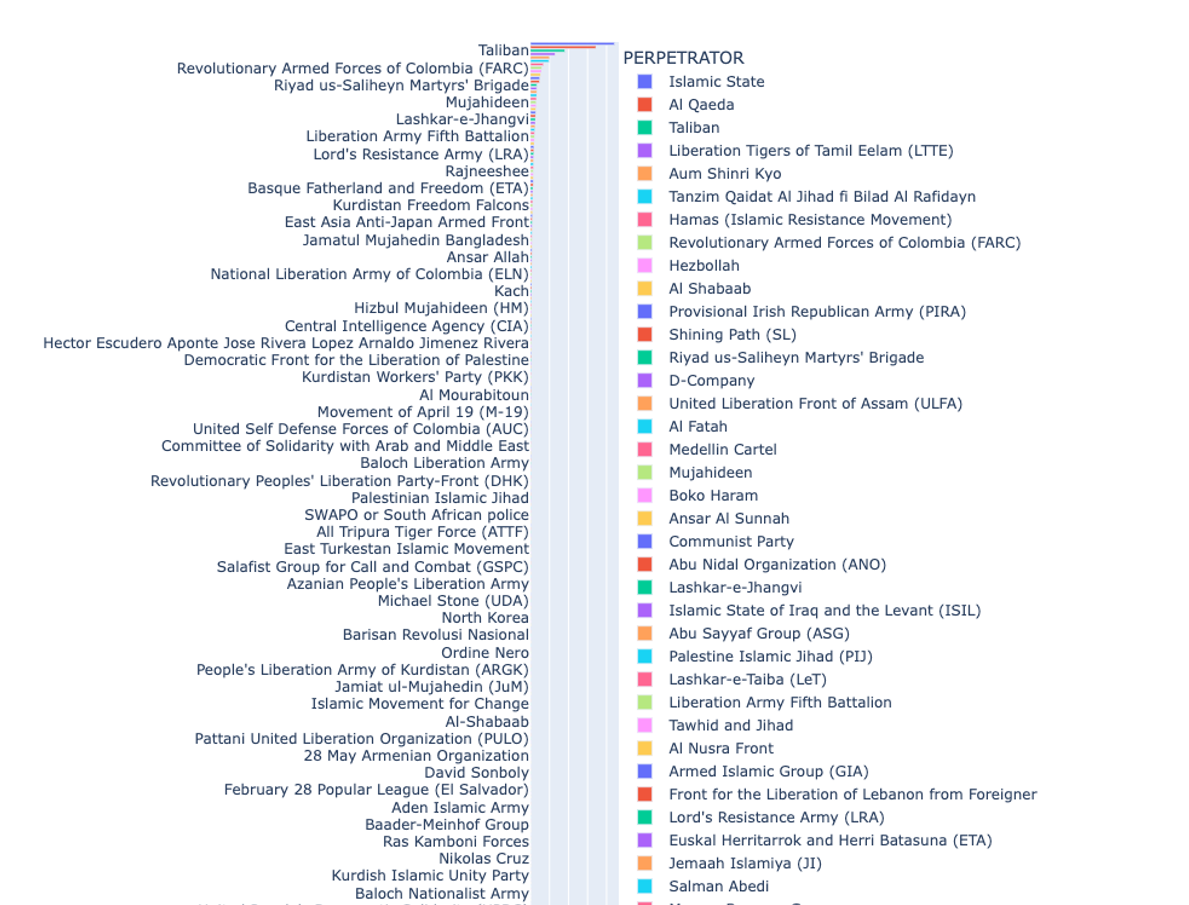 Taliban
Revolutionary Armed Forces of Colombia (FARC)
Riyad us-Saliheyn Martyrs' Brigade
Mujahideen
Lashkar-e-Jhangvi
Liberation Army Fifth Battalion
Lord's Resistance Army (LRA)
Rajneeshee
Basque Fatherland and Freedom (ETA)
Kurdistan Freedom Falcons
East Asia Anti-Japan Armed Front
Jamatul Mujahedin Bangladesh
Ansar Allah
National Liberation Army of Colombia (ELN)
Kach
Hizbul Mujahideen (HM)
Central Intelligence Agency (CIA)
Hector Escudero Aponte Jose Rivera Lopez Arnaldo Jimenez Rivera
Democratic Front for the Liberation of Palestine
Kurdistan Workers' Party (PKK)
Al Mourabitoun
Movement of April 19 (M-19)
United Self Defense Forces of Colombia (AUC)
Committee of Solidarity with Arab and Middle East
Baloch Liberation Army
Revolutionary Peoples' Liberation Party-Front (DHK)
Palestinian Islamic Jihad
SWAPO or South African police
All Tripura Tiger Force (ATTF)
East Turkestan Islamic Movement
Salafist Group for Call and Combat (GSPC)
Azanian People's Liberation Army
Michael Stone (UDA)
North Korea
Barisan Revolusi Nasional
Ordine Nero
People's Liberation Army of Kurdistan (ARGK)
Jamiat ul-Mujahedin (JuM)
Islamic Movement for Change
Al-Shabaab
Pattani United Liberation Organization (PULO)
28 May Armenian Organization
David Sonboly
February 28 Popular League (El Salvador)
Aden Islamic Army
Baader-Meinhof Group
Ras Kamboni Forces
Nikolas Cruz
Kurdish Islamic Unity Party
Baloch Nationalist Army
PERPETRATOR
Islamic State
Al Qaeda
Taliban
Liberation Tigers of Tamil Eelam (LTTE)
Aum Shinri Kyo
Tanzim Qaidat Al Jihad fi Bilad Al Rafidayn
Hamas (Islamic Resistance Movement)
Revolutionary Armed Forces of Colombia (FARC)
Hezbollah
Al Shabaab
Provisional Irish Republican Army (PIRA)
Shining Path (SL)
Riyad us-Saliheyn Martyrs' Brigade
D-Company
United Liberation Front of Assam (ULFA)
Al Fatah
Medellin Cartel
Mujahideen
Boko Haram
Ansar Al Sunnah
Communist Party
Abu Nidal Organization (ANO)
Lashkar-e-Jhangvi
Islamic State of Iraq and the Levant (ISIL)
Abu Sayyaf Group (ASG)
Palestine Islamic Jihad (PIJ)
Lashkar-e-Taiba (LeT)
Liberation Army Fifth Battalion
Tawhid and Jihad
Al Nusra Front
Armed Islamic Group (GIA)
Front for the Liberation of Lebanon from Foreigner
Lord's Resistance Army (LRA)
Euskal Herritarrok and Herri Batasuna (ETA)
Jemaah Islamiya (JI)
Salman Abedi